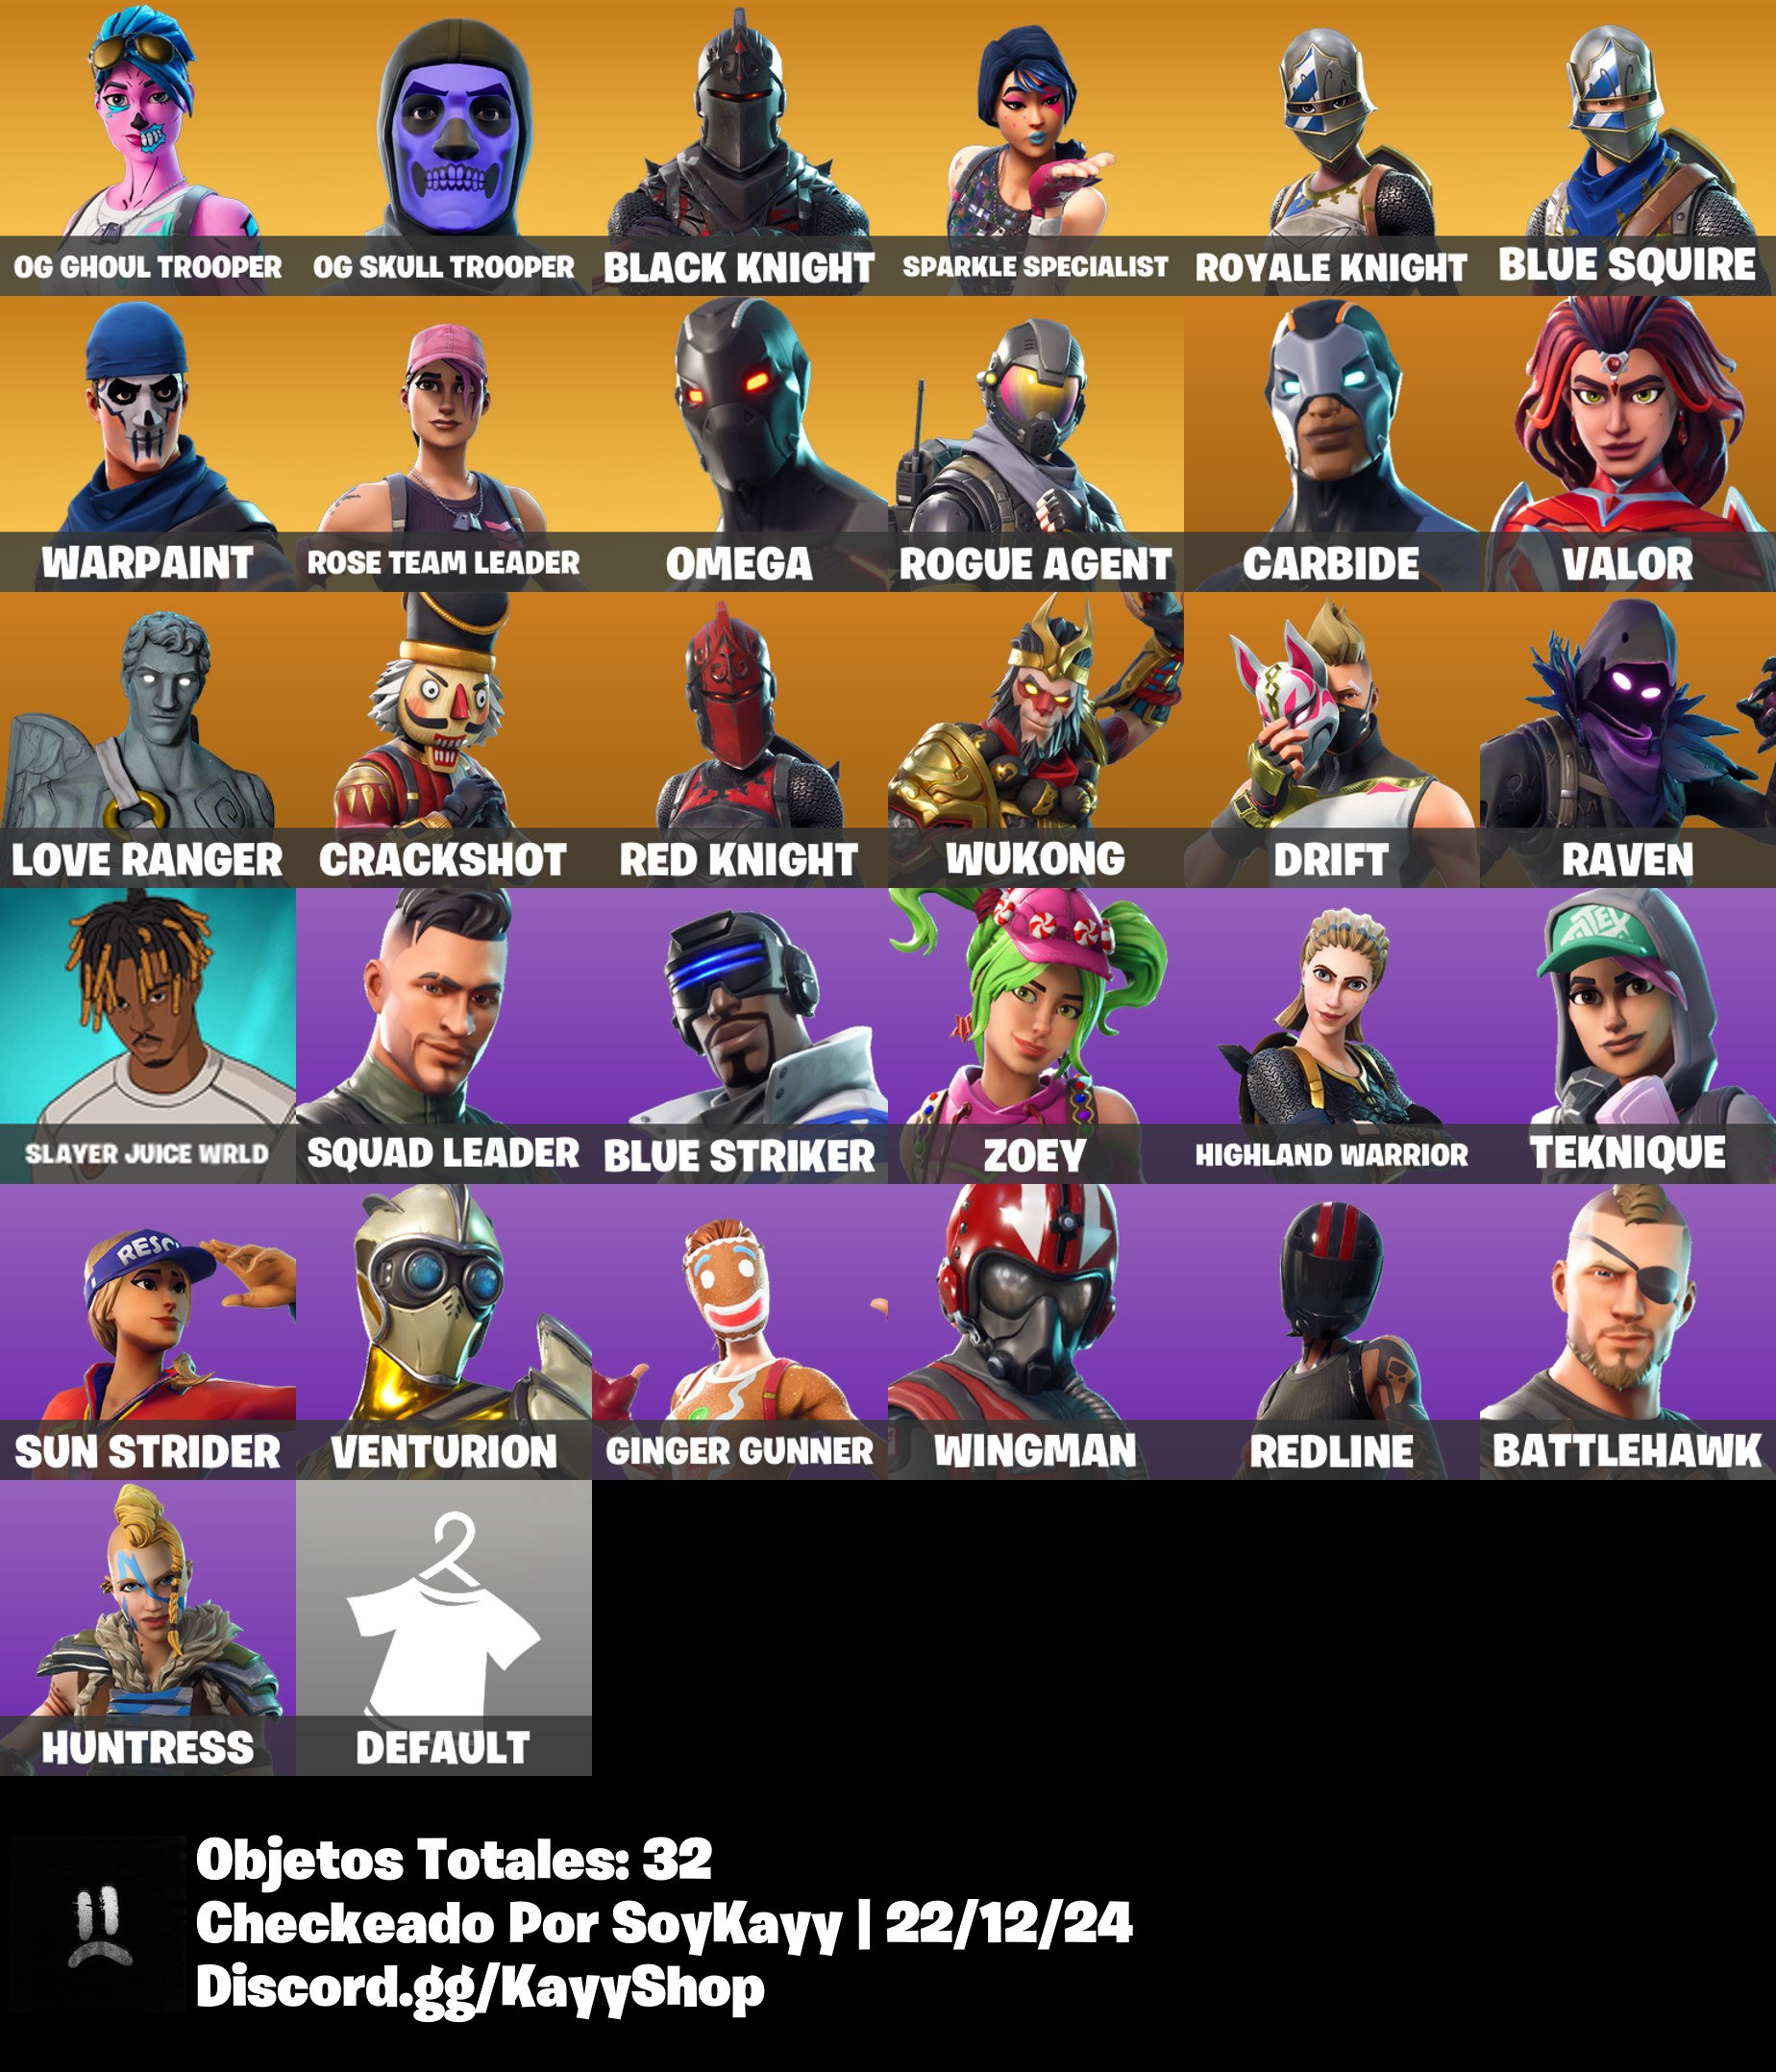 OG GHOUL TROOPER
OG SKULL TROOPER
BLACK KNIGHT
SPARKLE SPECIALIST
ROYALE KNIGHT
BLUE SQUIRE
WARPAINT
ROSE TEAM LEADER
OMEGA
ROGUE AGENT
CARBIDE
VALOR
LOVE RANGER
CRACKSHOT
RED KNIGHT
WUKONG
DRIFT
RAVEN
SLAYER JUICE WRLD
SQUAD LEADER
BLUE STRIKER
ZOEY
HIGHLAND WARRIOR
TEKNIQUE
SUN STRIDER
VENTURION
GINGER GUNNER
WINGMAN
REDLINE
BATTLEHAWK
HUNTRESS
DEFAULT
Objetos Totales: 32
Checkeado Por SoyKayy | 22/12/24
Discord.gg/KayyShop